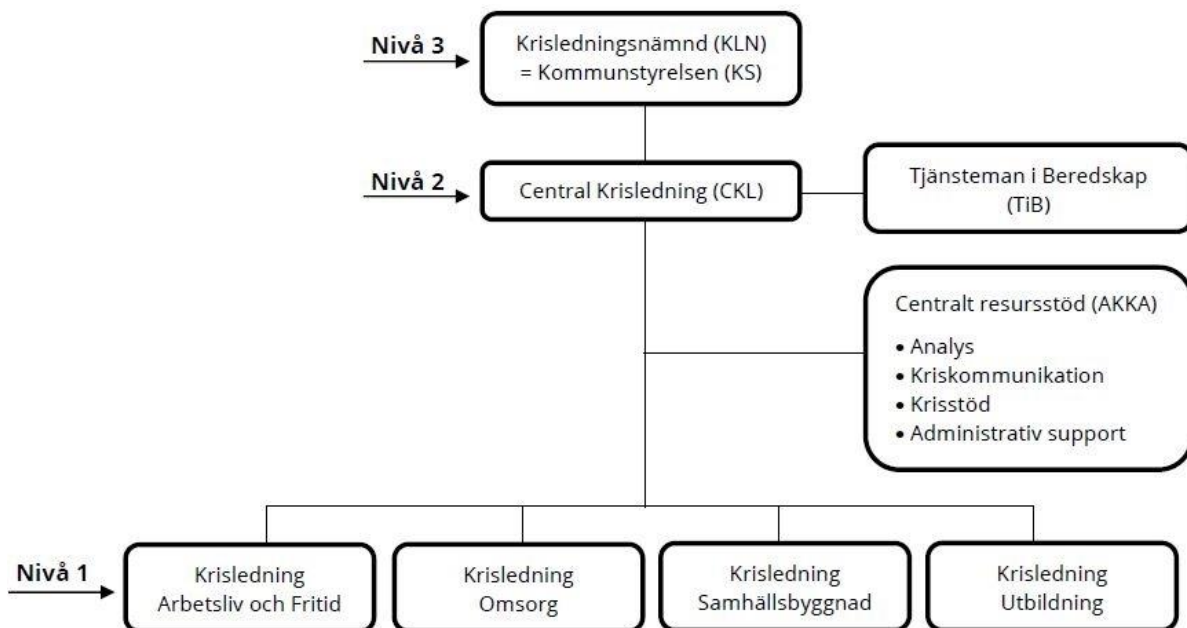 Nivå 3
Krisledningsnämnd (KLN)
= Kommunstyrelsen (KS)
Nivå 2
Central Krisledning (CKL)
Tjänsteman i Beredskap
(TiB)
Centralt resursstöd (AKKA)
• Analys
• Kriskommunikation
• Krisstöd
• Administrativ support
Nivå 1
Krisledning
Arbetsliv och Fritid
Krisledning
Omsorg
Krisledning
Samhällsbyggnad
Krisledning
Utbildning